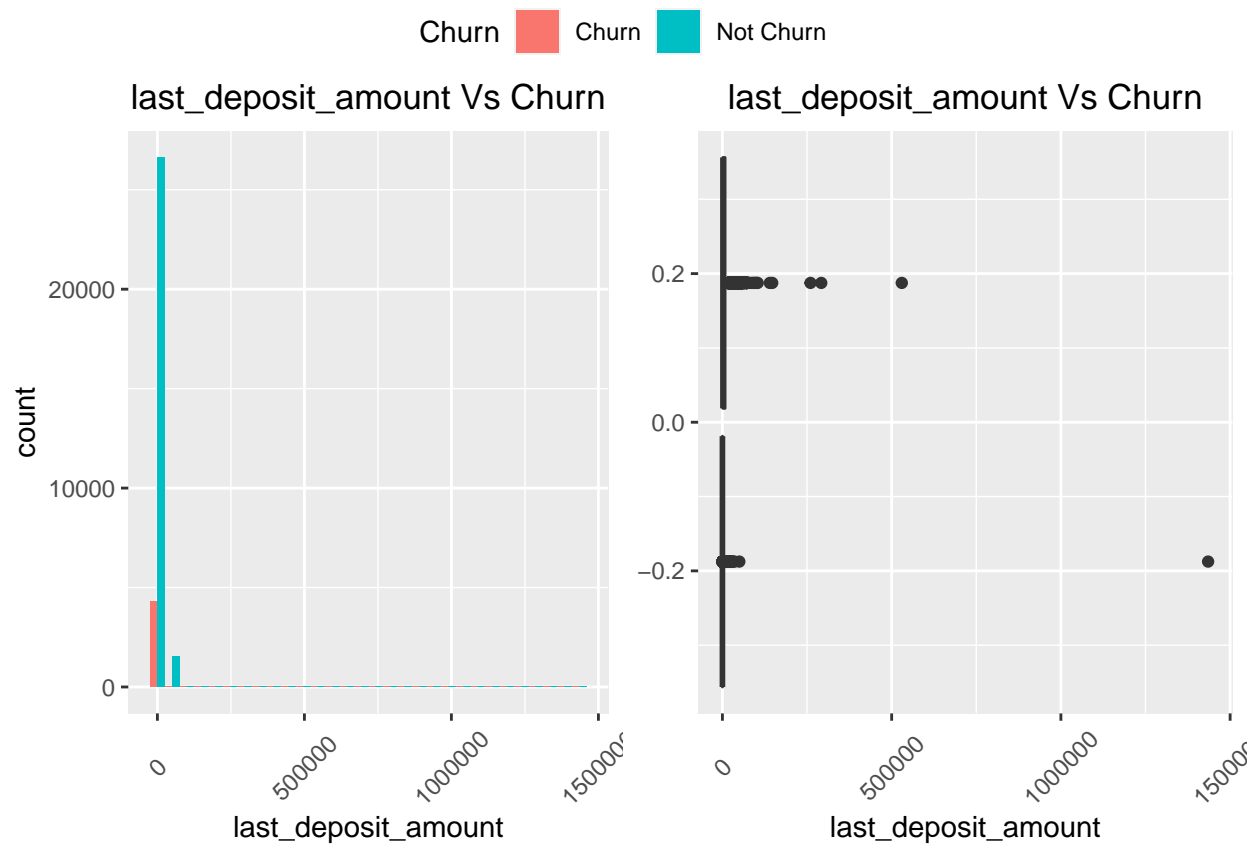 Churn Churn Not Churn
last_deposit_amount Vs Churn
count
20000
10000
0
0
500000
1000000
last_deposit_amount
last_deposit_amount Vs Churn
0.2
0.0
−0.2
0
500000
1000000
last_deposit_amount